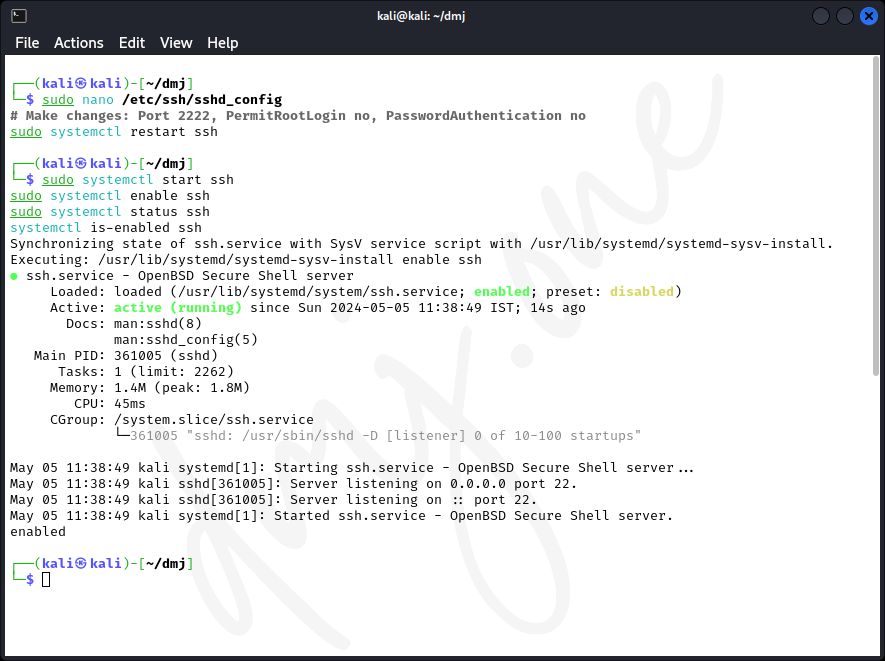 kali@kali: ~/dmj
File Actions Edit View Help
┌──(kali㉿kali)-[~/dmj]
└─$ sudo nano /etc/ssh/sshd_config
# Make changes: Port 2222, PermitRootLogin no, PasswordAuthentication no
sudo systemctl restart ssh
┌──(kali㉿kali)-[~/dmj]
└─$ sudo systemctl start ssh
sudo systemctl enable ssh
sudo systemctl status ssh
systemctl is-enabled ssh
Synchronizing state of ssh.service with SysV service script with /usr/lib/systemd/systemd-sysv-install.
Executing: /usr/lib/systemd/systemd-sysv-install enable ssh
● ssh.service - OpenBSD Secure Shell server
Loaded: loaded (/usr/lib/systemd/system/ssh.service; enabled; preset: disabled)
Active: active (running) since Sun 2024-05-05 11:38:49 IST; 14s ago
Docs: man:sshd(8)
man:sshd_config(5)
Main PID: 361005 (sshd)
Tasks: 1 (limit: 2262)
Memory: 1.4M (peak: 1.8M)
CPU: 45ms
CGroup: /system.slice/ssh.service
└─361005 "sshd: /usr/sbin/sshd -D [listener] 0 of 10-100 startups"
May 05 11:38:49 kali systemd[1]: Starting ssh.service - OpenBSD Secure Shell server...
May 05 11:38:49 kali sshd[361005]: Server listening on 0.0.0.0 port 22.
May 05 11:38:49 kali sshd[361005]: Server listening on :: port 22.
May 05 11:38:49 kali systemd[1]: Started ssh.service - OpenBSD Secure Shell server.
enabled
┌──(kali㉿kali)-[~/dmj]
└─$
dmj.one